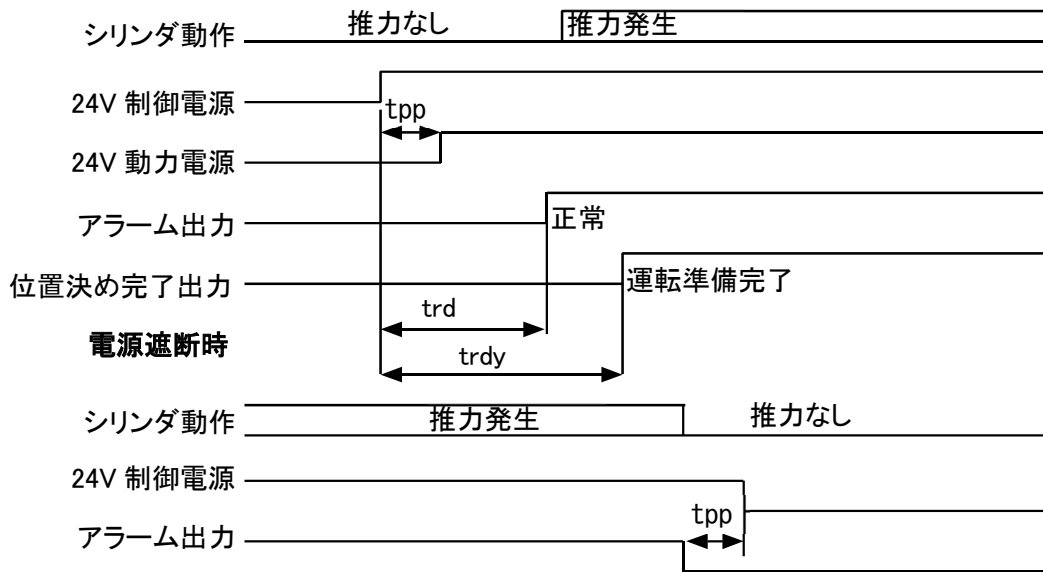 推力なし
シリンダ動作
推力発生
24V 制御電源
tpp
24V 動力電源
アラーム出力
正常
位置決め完了出力
運転準備完了
trd
電源遮断時
trdy
シリンダ動作
推力発生
推力なし
24V 制御電源
tpp
アラーム出力